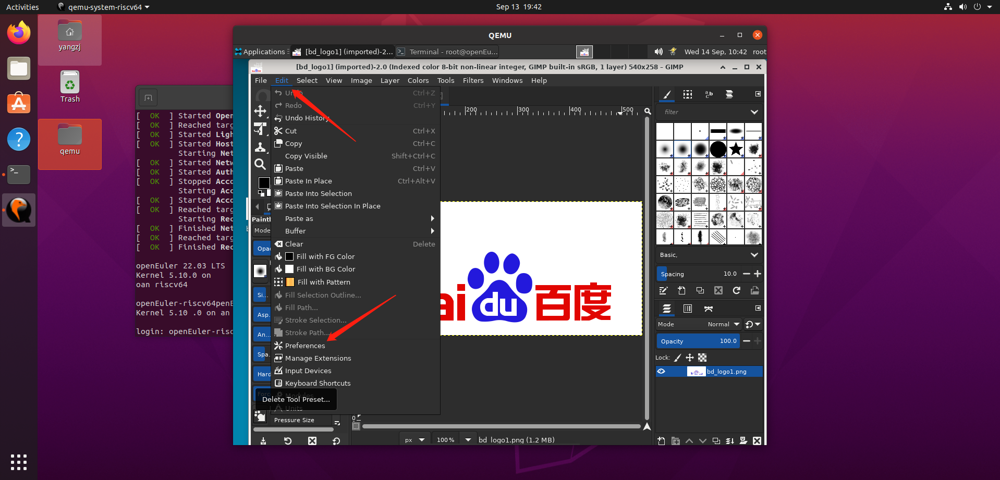 Activities
qemu-system-riscv64
Sep 13 19:42
yangzj
Trash
qemu
[ OK ] Started Open
[ OK ] Reached targ
[ OK ] Started Ligh
[ OK ] Started Host
Starting Net
[ OK ] Started Netw
[ OK ] Started Auth
[ OK ] Stopped Acco
Starting Acc
[ OK ] Started Acco
[ OK ] Reached targ
Starting Rec
[ OK ] Finished Net
[ OK ] Reached targ
[ OK ] Finished Rec
openEuler 22.03 LTS
Kernel 5.10.0 on
oan riscv64
openEuler-riscv64penE
Kernel 5.10 .0 on an
login: openEuler-risc
QEMU
Applications
[bd_logo1] (imported)-2...
Terminal - root@openEu...
Wed 14 Sep, 10:42
root
[bd_logo1] (imported)-2.0 (Indexed color 8-bit non-linear integer, GIMP built-in sRGB, 1 layer) 540x258 – GIMP
File Edit Select View Image Layer Colors Tools Filters Windows Help
Undo Ctrl+Z
Redo Ctrl+Y
Undo History
Cut Ctrl+X
Copy Ctrl+C
Copy Visible Shift+Ctrl+C
Paste Ctrl+V
Paste In Place Ctrl+Alt+V
Paste Into Selection
Paste Into Selection In Place
Paste as
Buffer
Clear Delete
Fill with FG Color
Fill with BG Color
Fill with Pattern
Fill Selection Outline...
Fill Path...
Stroke Selection...
Stroke Path...
Preferences
Manage Extensions
Input Devices
Keyboard Shortcuts
Modules
Units
Delete Tool Preset...
Paintb
Mode
Opac
Si...
Asp.
An...
Spa.
Hard
Forc
Pressure Size
200 300 400 500
0
ai du 百度
px
100 %
bd_logo1.png (1.2 MB)
filter
Basic,
Spacing 10.0
Mode Normal
Opacity 100.0
Lock:
bd_logo1.png